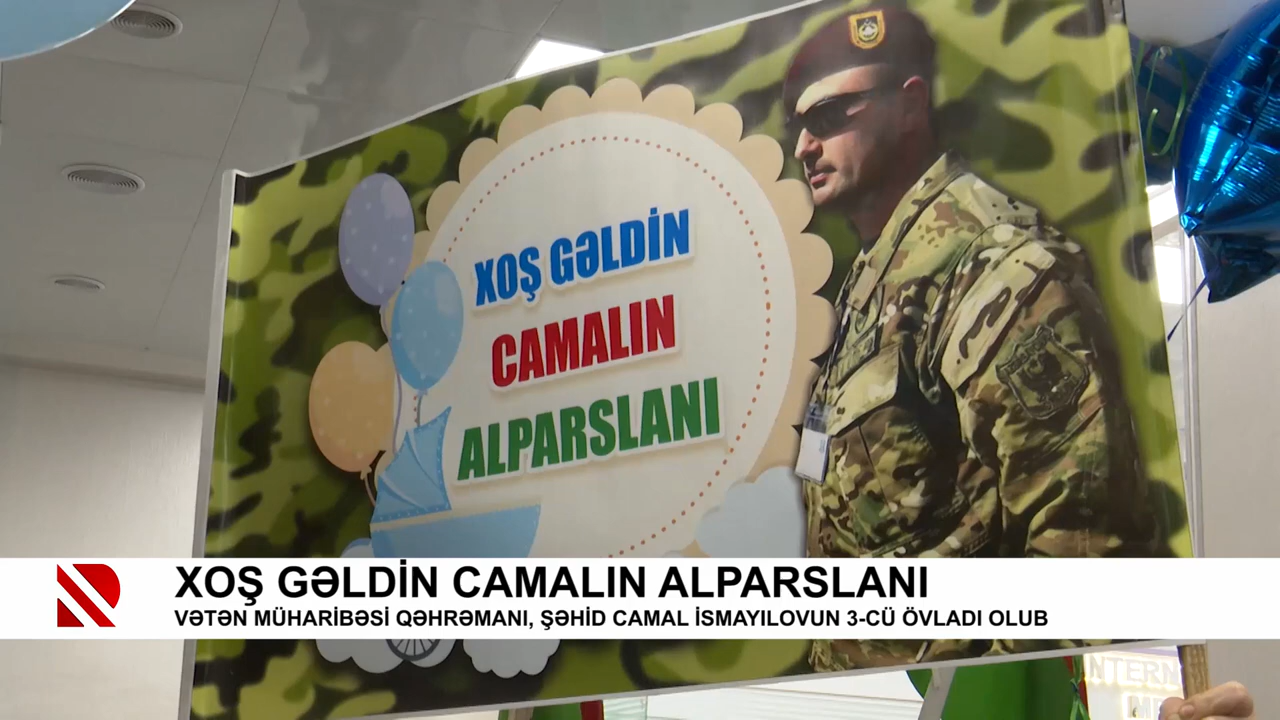 XOŞ GƏLDİN
CAMALIN
ALPARSLANI
XOŞ GƏLDİN CAMALIN ALPARSLANI
VƏTƏN MÜHARİBƏSİ QƏHRƏMANI, ŞƏHİD CAMAL İSMAYILOVUN 3-CÜ ÖVLADI OLUB
INTERN